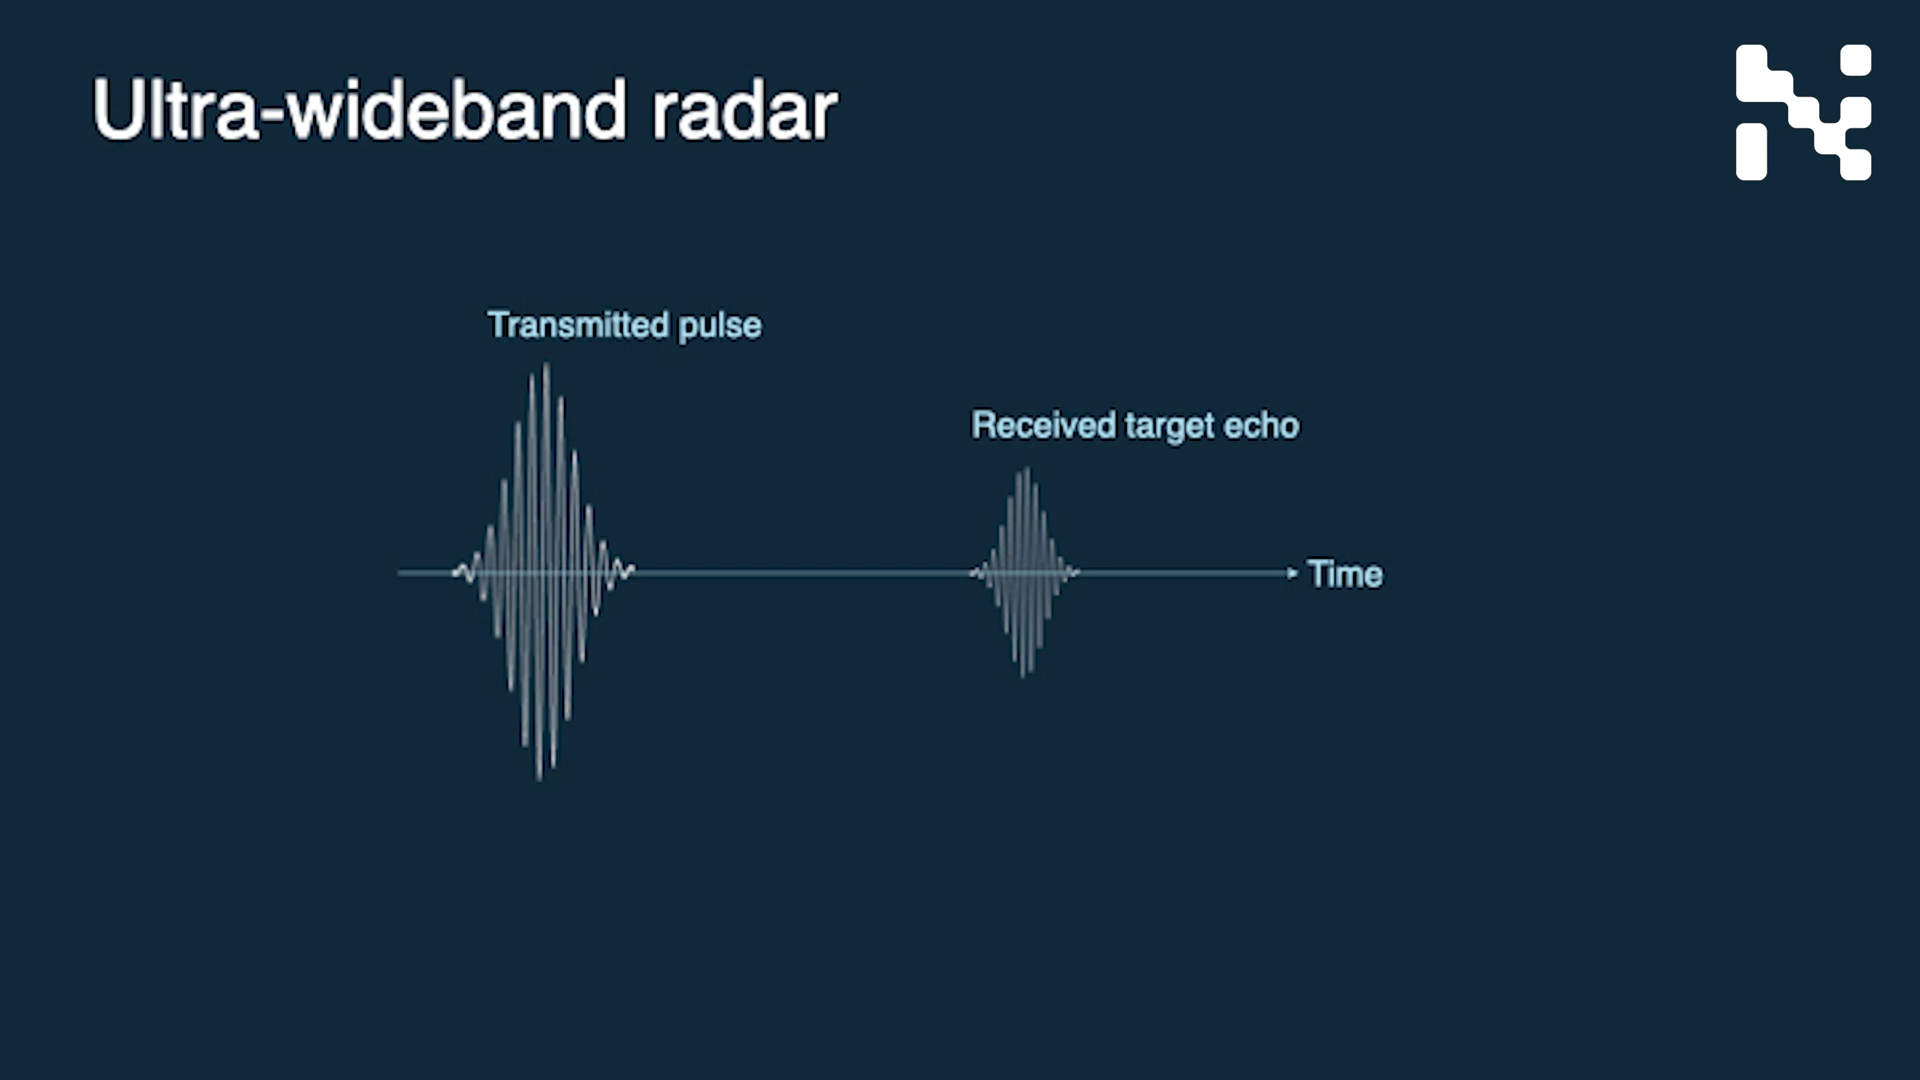 Ultra-wideband radar
Transmitted pulse
Received target echo
Time